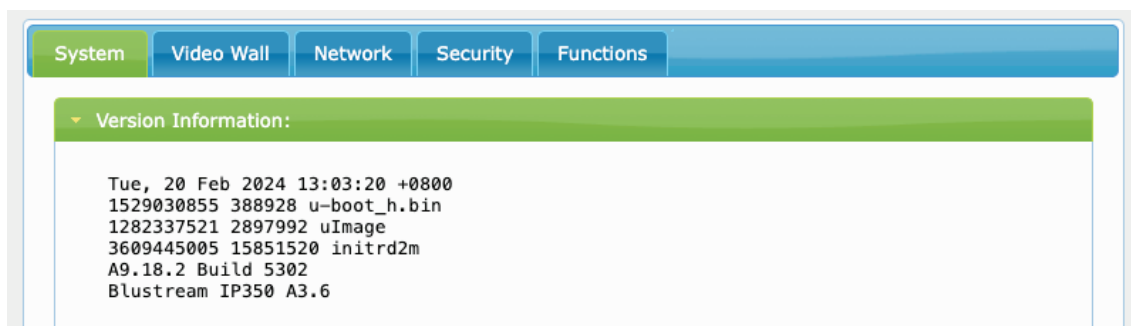 System Video Wall Network Security Functions
Version Information:
Tue, 20 Feb 2024 13:03:20 +0800
1529030855 388928 u-boot_h.bin
1282337521 2897992 uImage
3609445005 15851520 initrd2m
A9.18.2 Build 5302
Blustream IP350 A3.6